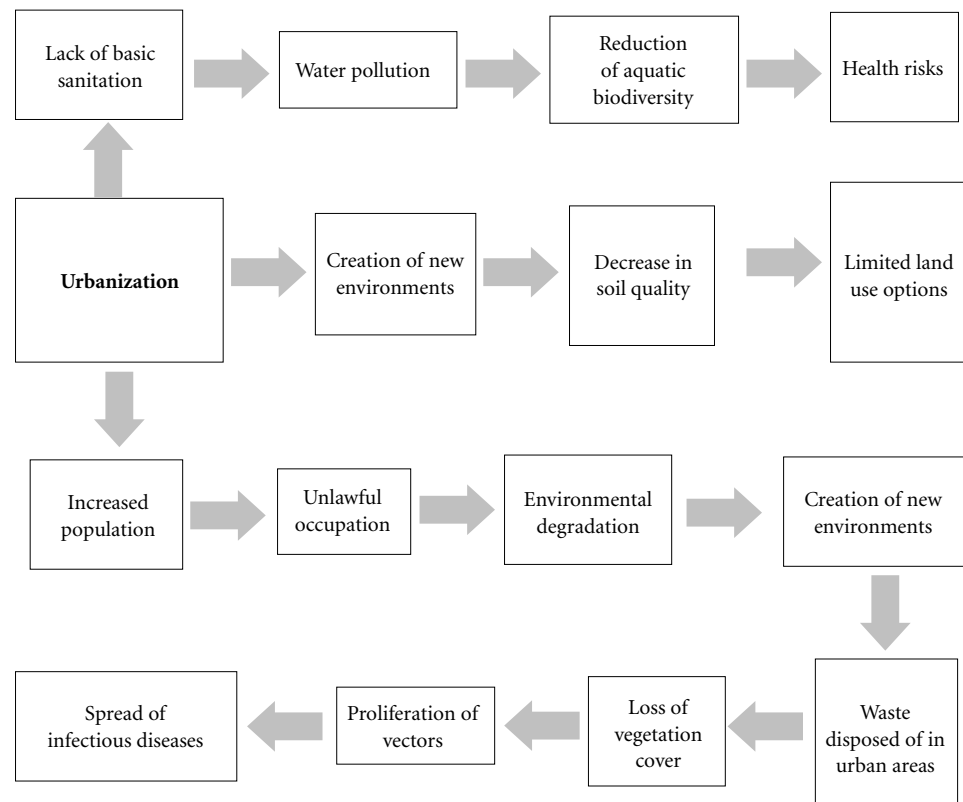 Lack of basic
sanitation
Water pollution
Reduction
of aquatic
biodiversity
Health risks
Urbanization
Creation of new
environments
Decrease in
soil quality
Limited land
use options
Increased
population
Unlawful
occupation
Environmental
degradation
Creation of new
environments
Spread of
infectious diseases
Proliferation of
vectors
Loss of
vegetation
cover
Waste
disposed of in
urban areas